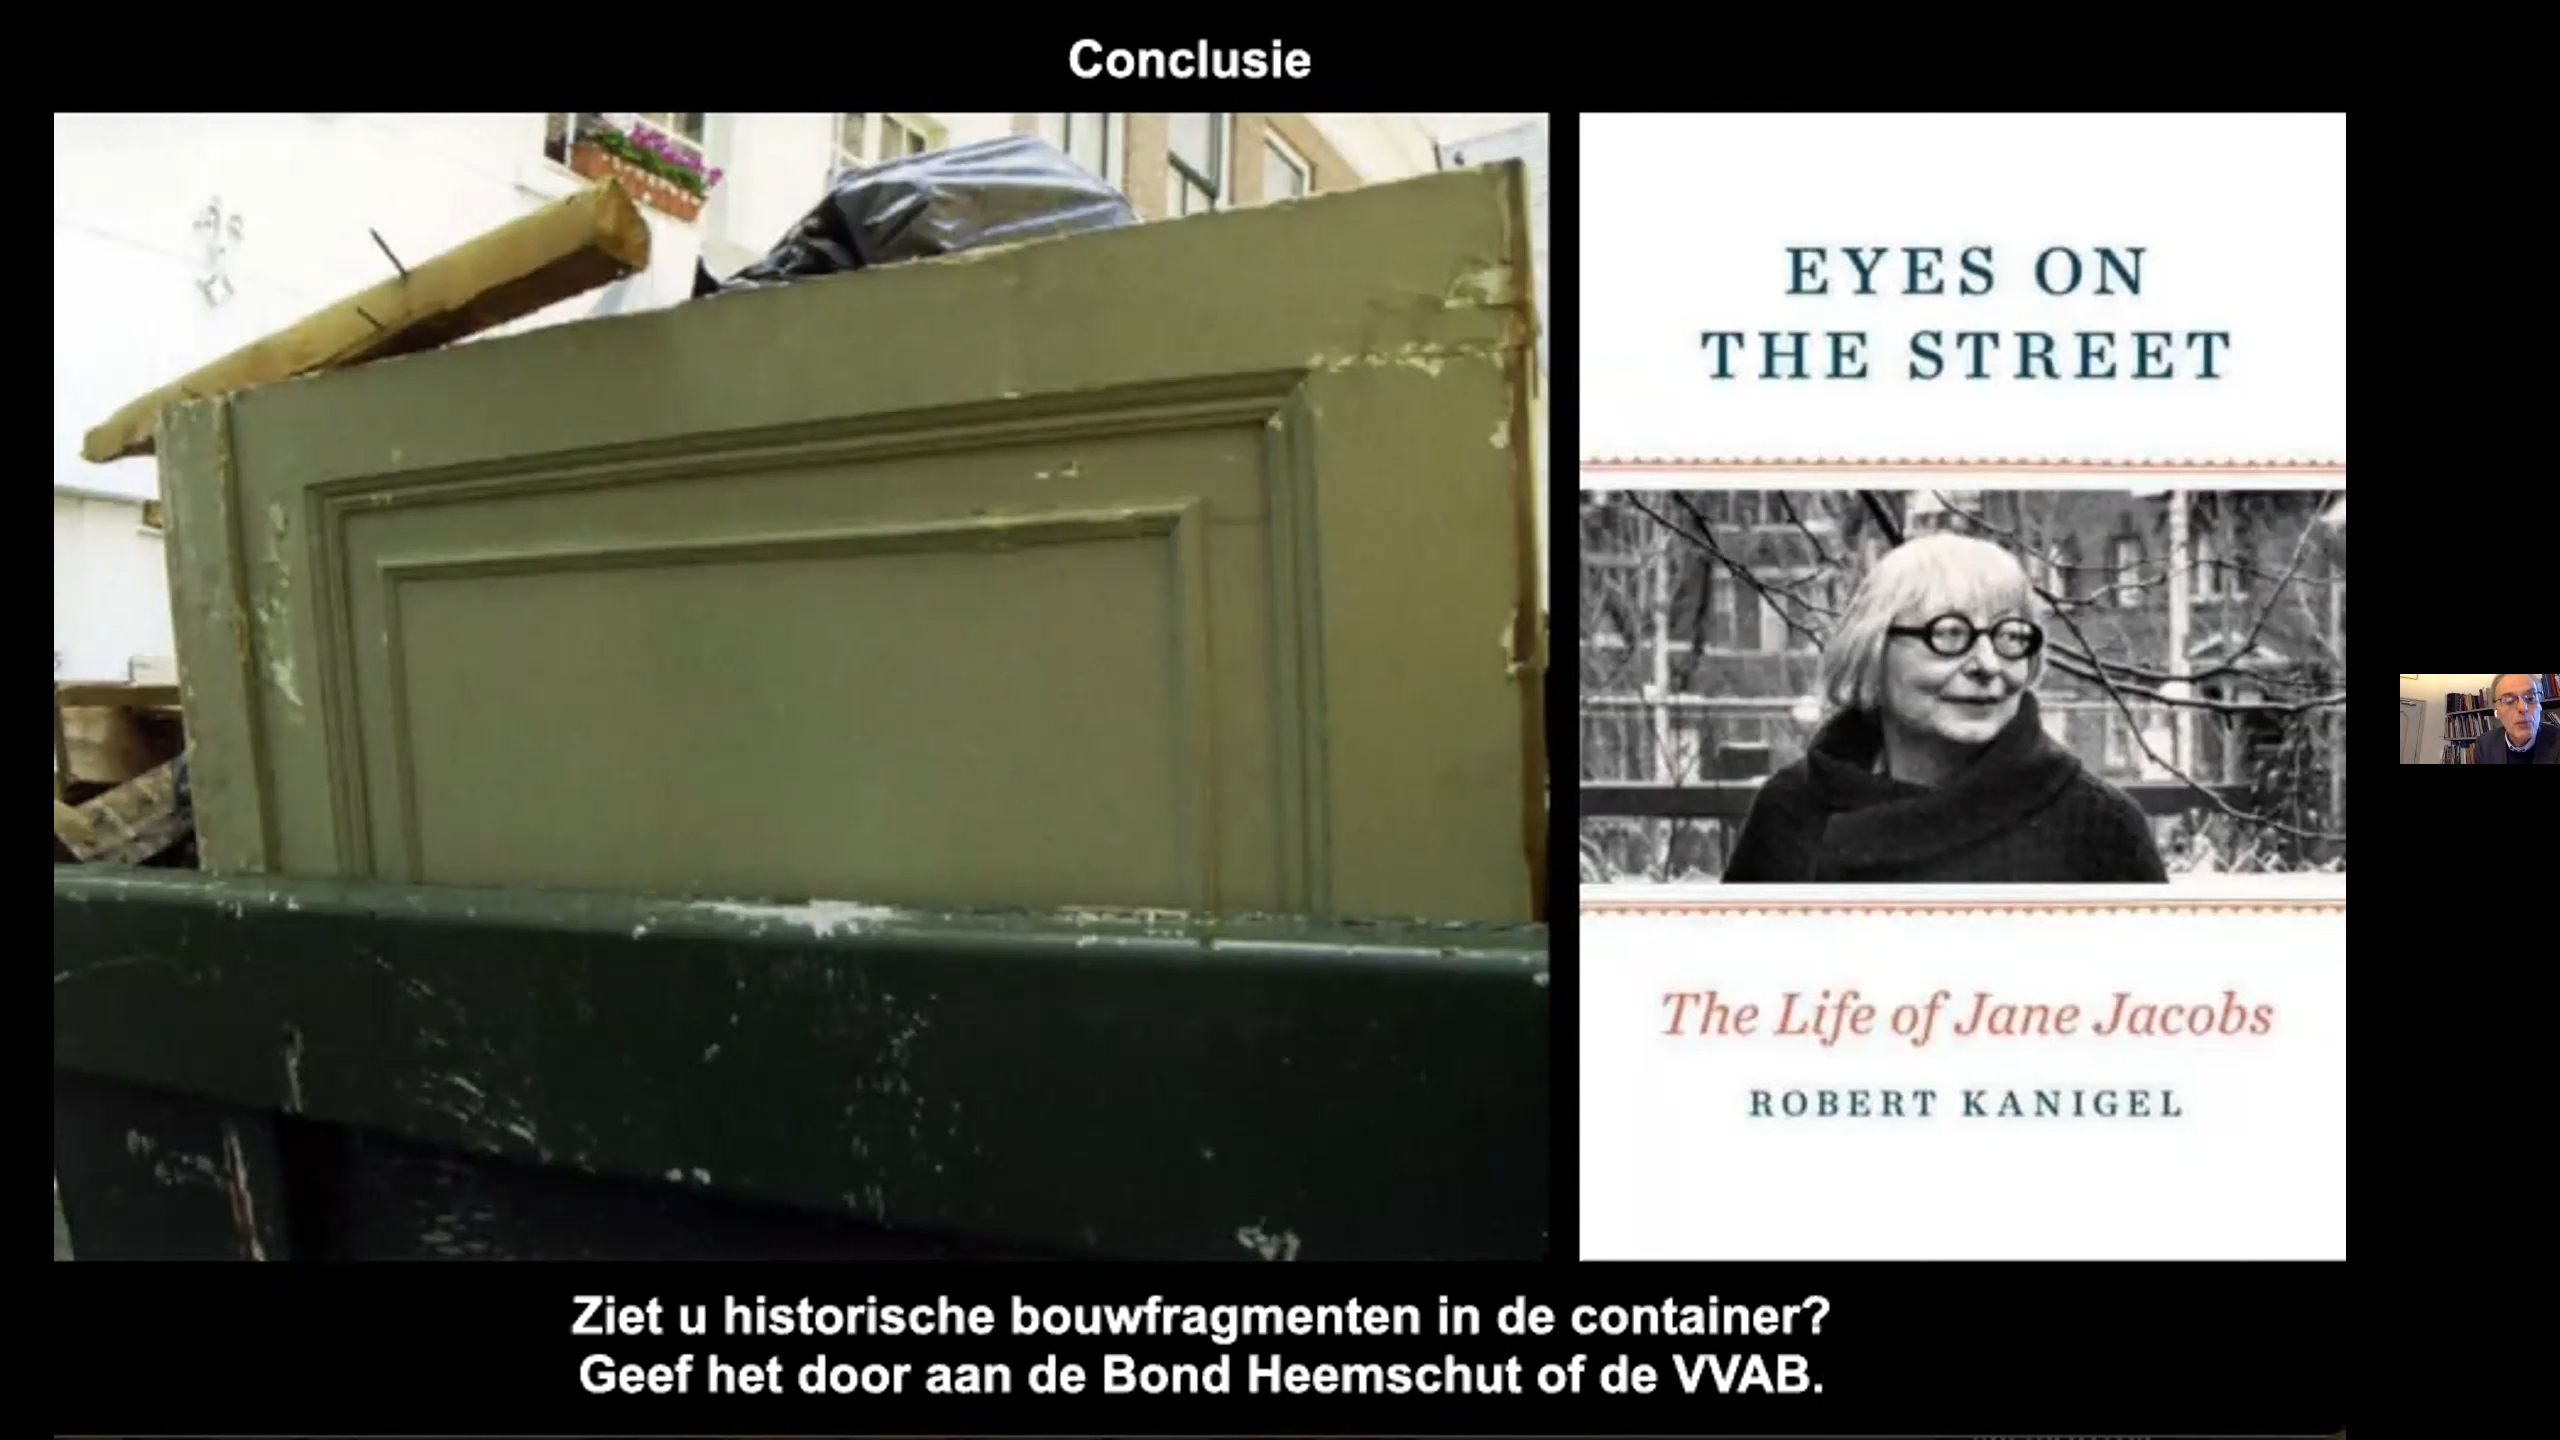 Conclusie
EYES ON
THE STREET
The Life of Jane Jacobs
ROBERT KANIGEL
Ziet u historische bouwfragmenten in de container?
Geef het door aan de Bond Heemschut of de VVAB.